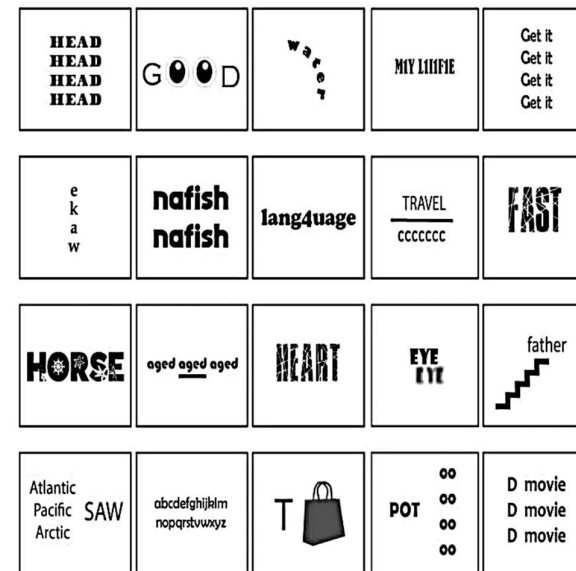 HEAD
HEAD
HEAD
HEAD
G D
water
M1Y L1I1F1E
Get it
Get it
Get it
Get it
e
k
a
w
nafish
nafish
lang4uage
TRAVEL
CCCCCCC
FAST
HORSE
aged aged aged
HEART
EYE
EYE
father
Atlantic
Pacific
Arctic
SAW
abcdefghijklm
nopqrstvwxyz
T
POT
oo
oo
oo
oo
D movie
D movie
D movie